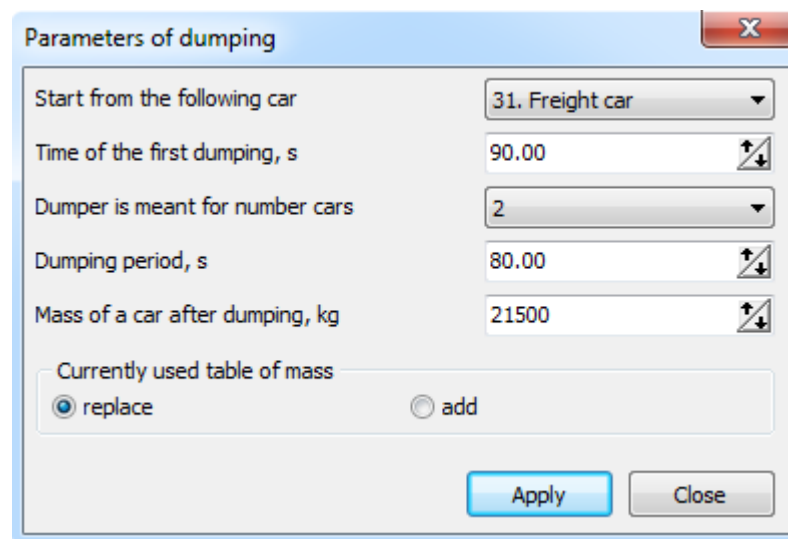 Parameters of dumping
Start from the following car 31. Freight car
Time of the first dumping, s 90.00
Dumper is meant for number cars 2
Dumping period, s 80.00
Mass of a car after dumping, kg 21500
Currently used table of mass
replace add
Apply Close